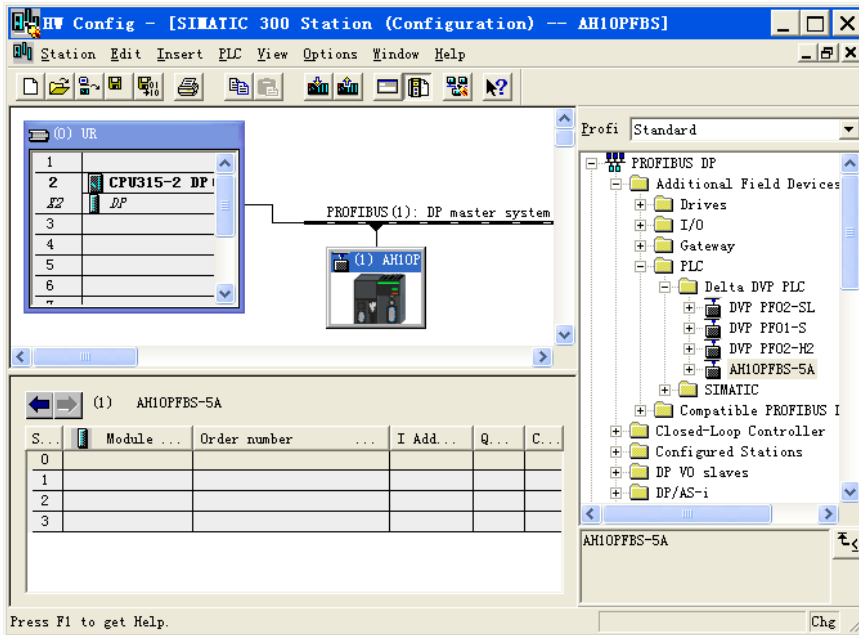 HW Config - [SIMATIC 300 Station (Configuration) -- AH10PFBS]
Station Edit Insert PLC View Options Window Help
(0) UR
1
2 CPU315-2 DP
E2 DP
3
4
5
6
PROFIBUS(1): DP master system
(1) AH10P
(1) AH10PFBS-5A
S... Module ... Order number ... I Add... Q... C...
0
1
2
3
Profi Standard
PROFIBUS DP
Additional Field Devices
Drives
I/O
Gateway
PLC
Delta DVP PLC
DVP PF02-SL
DVP PF01-S
DVP PF02-H2
AH10PFBS-5A
SIMATIC
Compatible PROFIBUS
Closed-Loop Controller
Configured Stations
DP V0 slaves
DP/AS-i
AH10PFBS-5A
Press F1 to get Help.
Chg